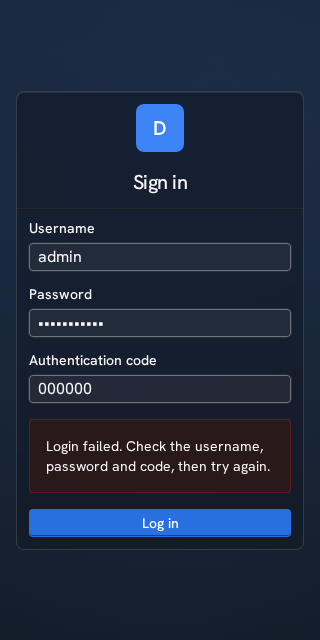 D
Sign in
Username
admin
Password
•••••••••••
Authentication code
000000
Login failed. Check the username,
password and code, then try again.
Log in